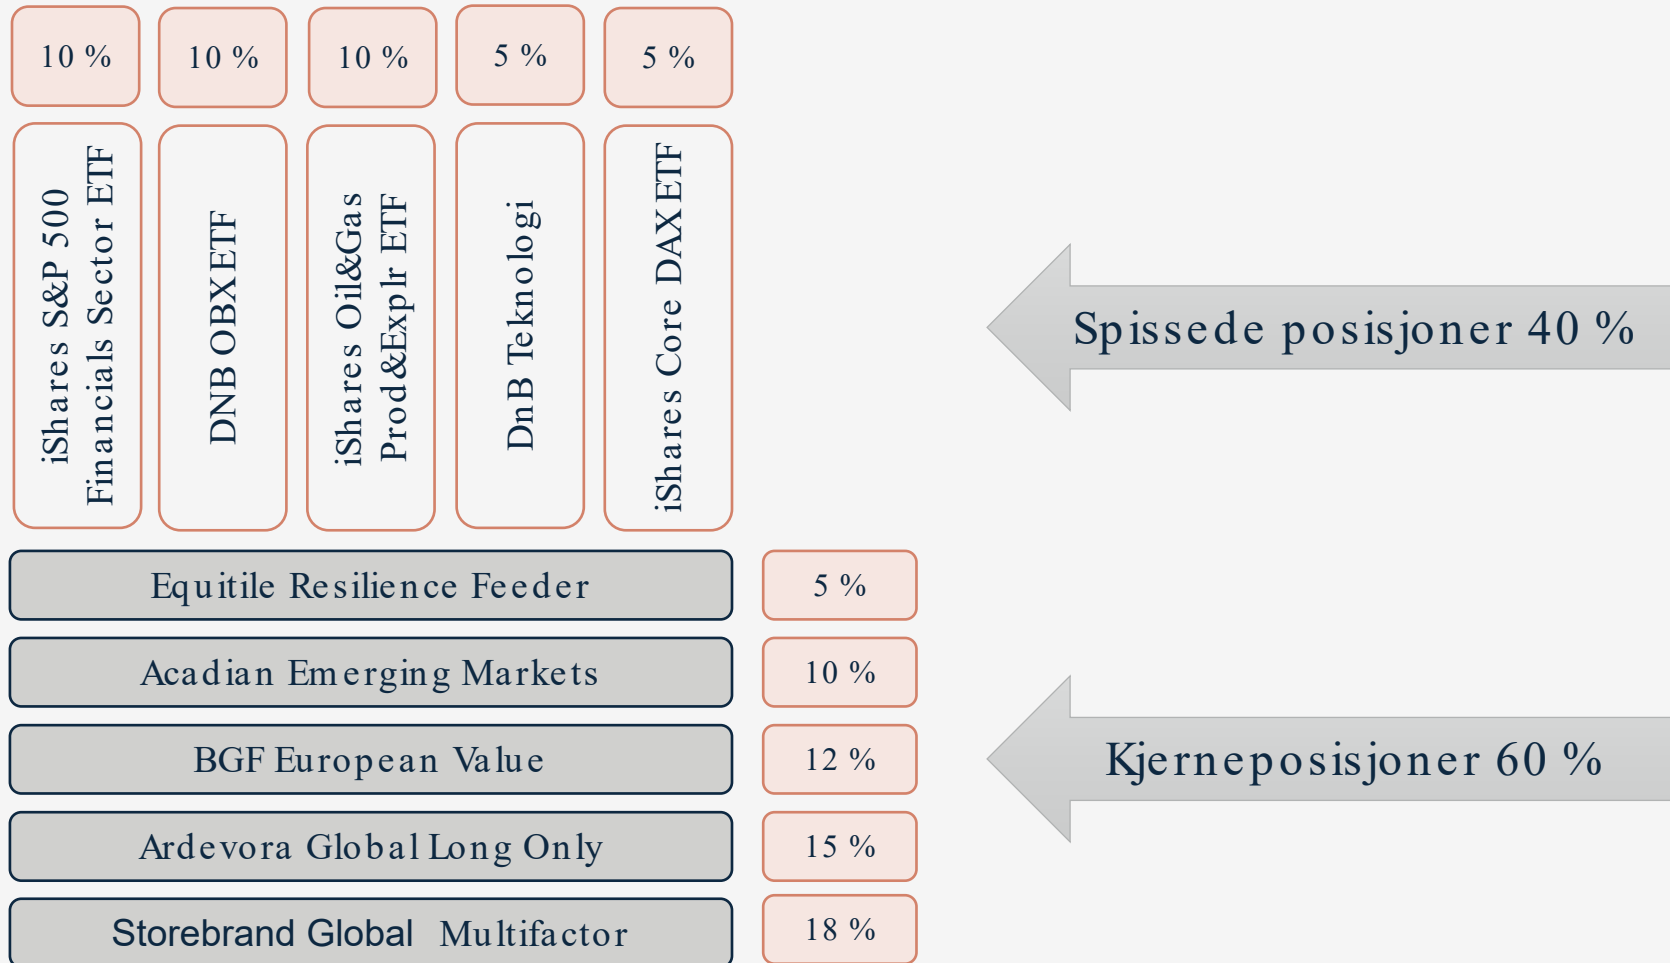 10 %
10 %
10 %
5 %
5 %
iShares S&P 500
Financials Sector ETF
DNB OBX ETF
iShares Oil&Gas
Prod&Explr ETF
DnB Teknologi
iShares Core DAX ETF
Spissede posisjoner 40 %
Equitile Resilience Feeder
5 %
Acadian Emerging Markets
10 %
BGF European Value
12 %
Kjerneposisjoner 60 %
Ardevora Global Long Only
15 %
Storebrand Global Multifactor
18 %